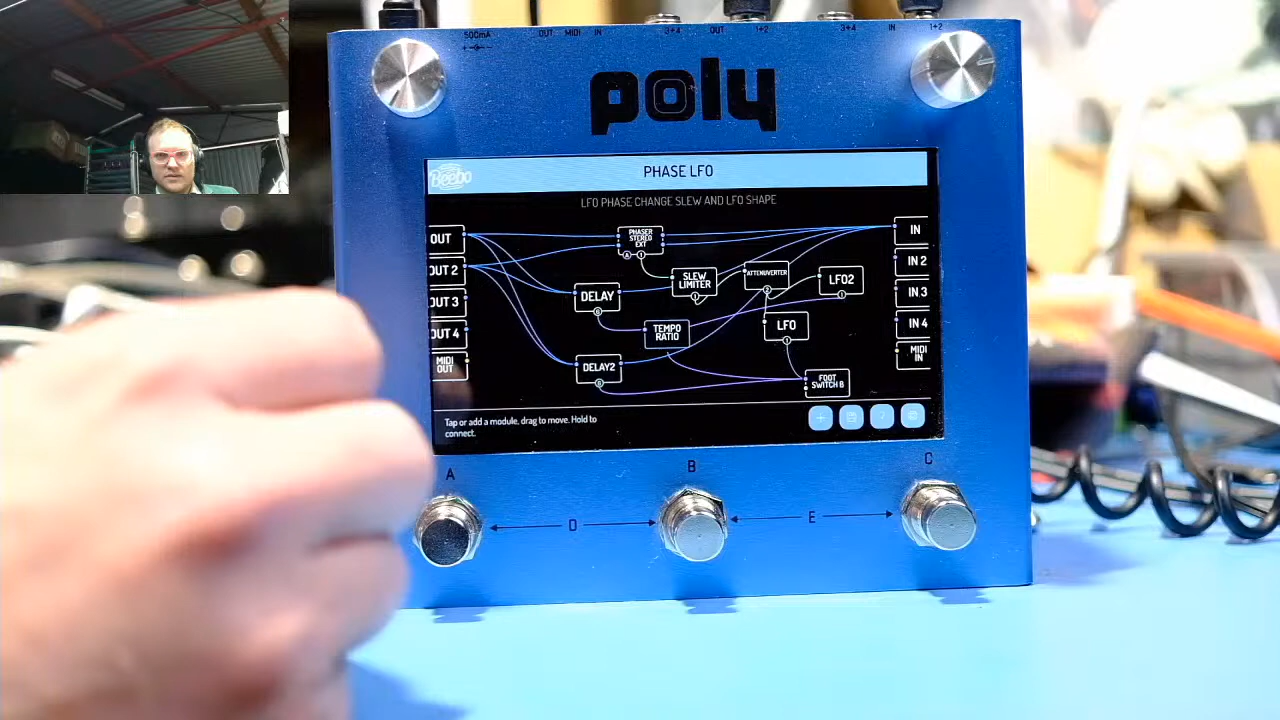 500mA
OUT MIDI IN
3+4 OUT 1+2
3+4 IN 1+2
poly
Beebo
PHASE LFO
LFO PHASE CHANGE SLEW AND LFO SHAPE
OUT
OUT 2
OUT 3
OUT 4
MIDI
OUT
PHASER
STEREO
EXT
DELAY
SLEW
LIMITER
ATTENUVERTER
LFO2
TEMPO
RATIO
LFO
DELAY2
FOOT
SWITCH B
IN
IN 2
IN 3
IN 4
MIDI
IN
Tap or add a module, drag to move. Hold to
connect.
A
B
C
D
E